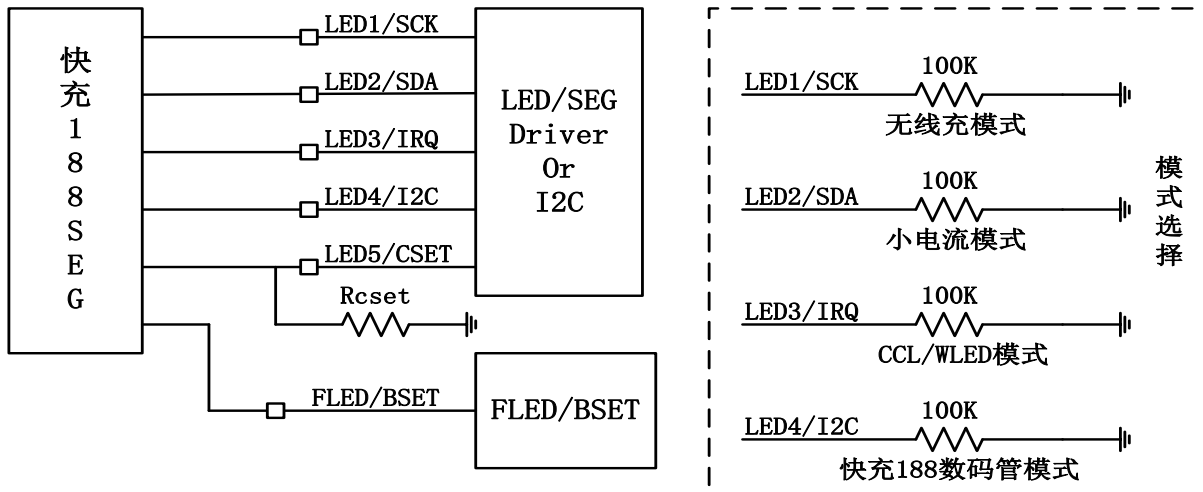 快充188SEG
LED1/SCK
LED2/SDA
LED3/IRQ
LED4/I2C
LED5/CSET
Rcset
FLED/BSET
LED/SEG
Driver
Or
I2C
FLED/BSET
LED1/SCK
100K
无线充模式
LED2/SDA
100K
小电流模式
LED3/IRQ
100K
CCL/WLED模式
LED4/I2C
100K
快充188数码管模式
模式选择